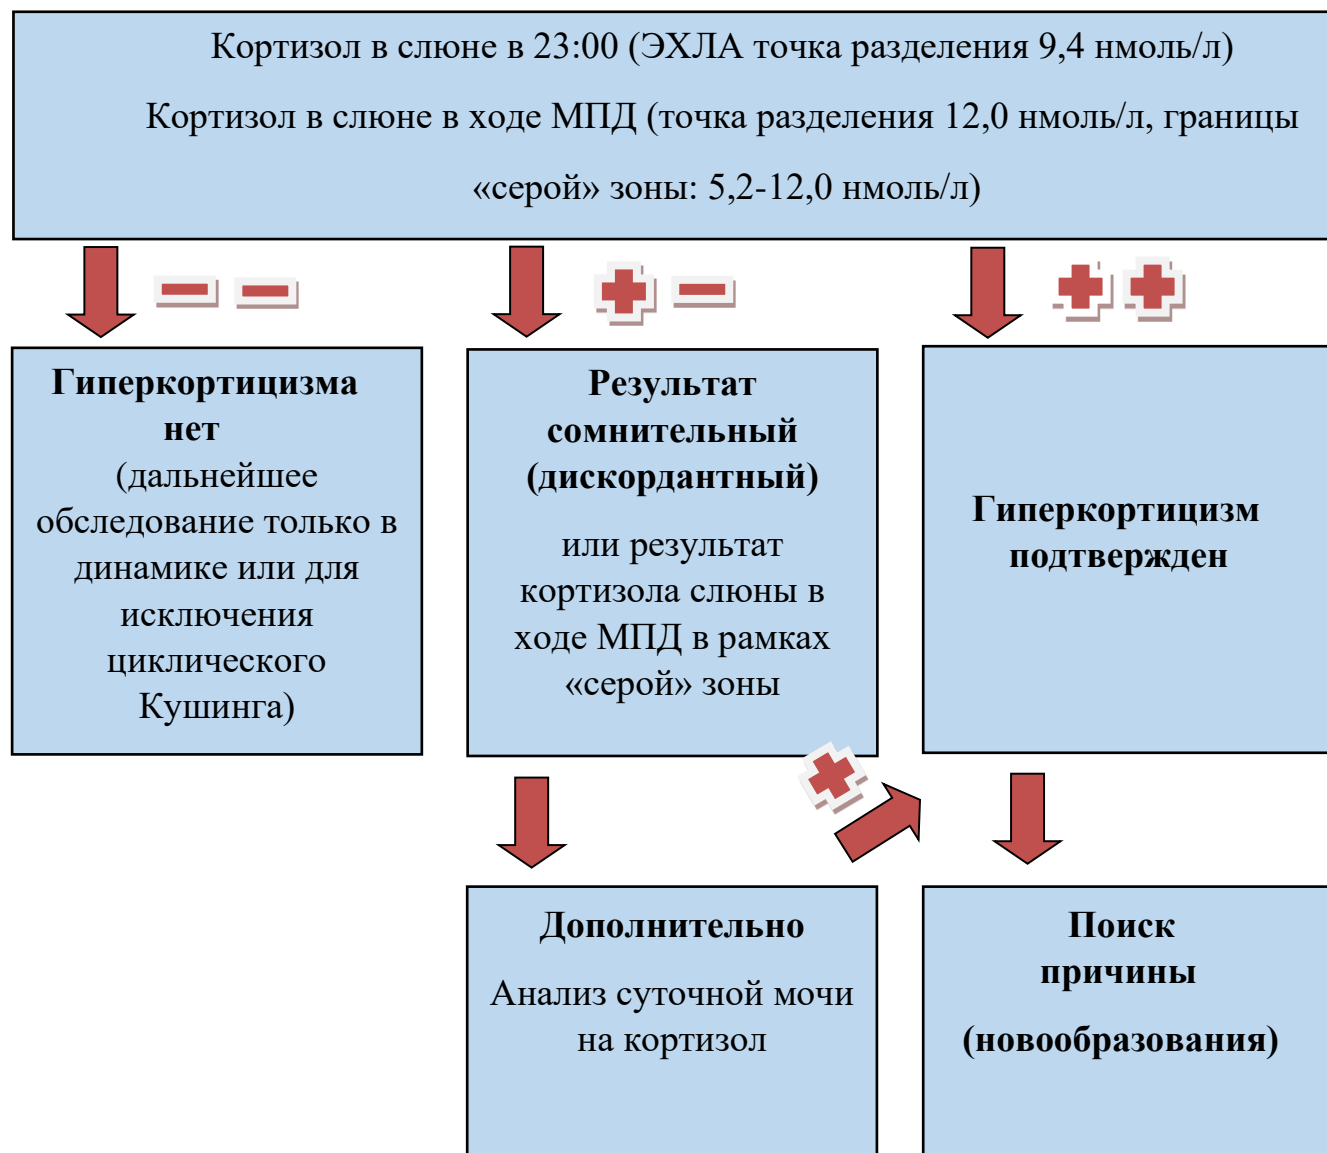 Кортизол в слюне в 23:00 (ЭХЛА точка разделения 9,4 нмоль/л)
Кортизол в слюне в ходе МПД (точка разделения 12,0 нмоль/л, границы
«серой» зоны: 5,2-12,0 нмоль/л)
Гиперкортицизма
нет
(дальнейшее
обследование только в
динамике или для
исключения
циклического
Кушинга)
Результат
сомнительный
(дискордантный)
или результат
кортизола слюны в
ходе МПД в рамках
«серой» зоны
Гиперкортицизм
подтвержден
Дополнительно
Анализ суточной мочи
на кортизол
Поиск
причины
(новообразования)